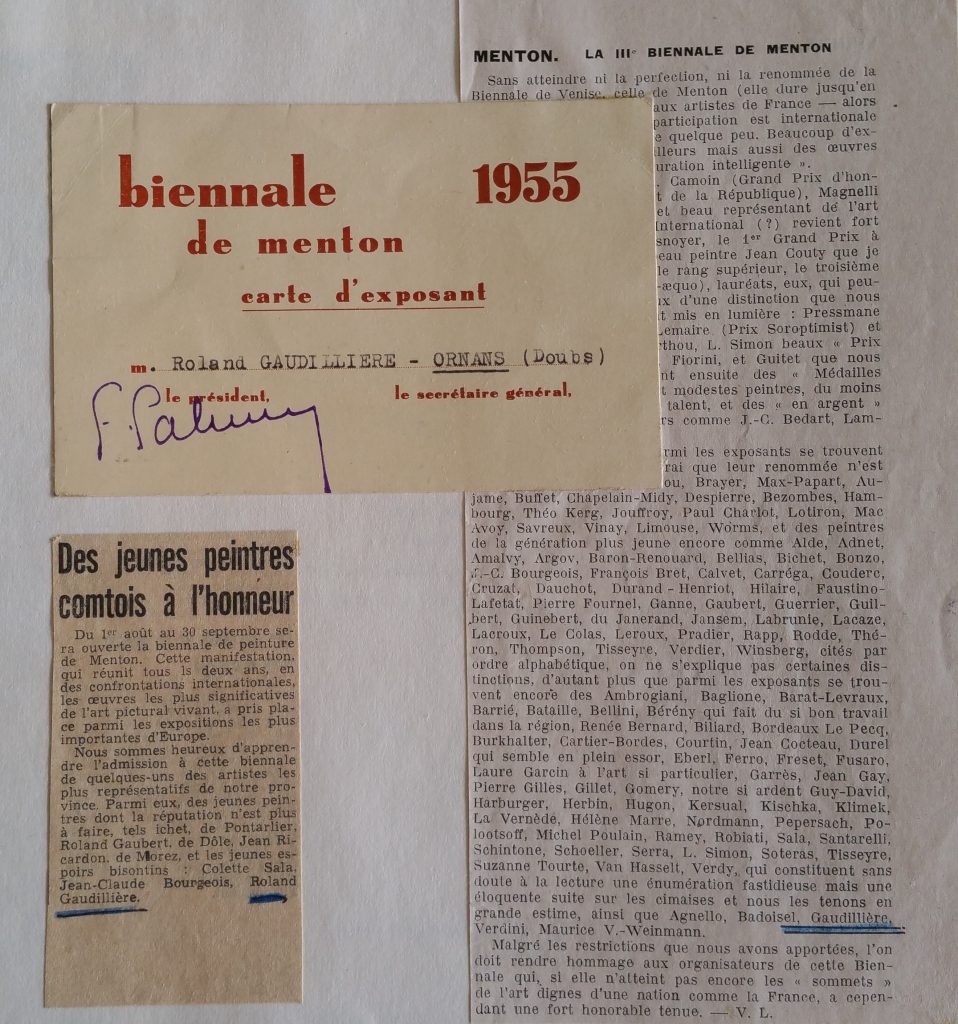 biennale 1955
de menton
carte d'exposant
m. Roland GAUDILLIERE - ORNANS (Doubs)
le président,
le secrétaire général,
Des jeunes peintres
comtois à l'honneur
Du 1er août au 30 septembre se-
ra ouverte la biennale de peinture
de Menton. Cette manifestation,
qui réunit tous ls deux ans, en
des confrontations internationales,
les œuvres les plus significatives
de l'art pictural vivant, a pris pla-
ce parmi les expositions les plus
importantes d'Europe.
Nous sommes heureux d'appren-
dre l'admission à cette biennale
de quelques-uns des artistes les
plus représentatifs de notre pro-
vince. Parmi eux, des jeunes pein-
tres dont la réputation n'est plus
à faire, tels ichet, de Pontarlier,
Roland Gaubert, de Dôle, Jean Ri-
cardon, de Morez, et les jeunes es-
poirs bisontins : Colette Sala,
Jean-Claude Bourgeois, Roland
Gaudillière.
MENTON. LA IIIe BIENNALE DE MENTON
Sans atteindre ni la perfection, ni la renommée de la
Biennale de Venise, celle de Menton (elle dure jusqu'en
aux artistes de France — alors
participation est internationale
e quelque peu. Beaucoup d'ex-
lleurs mais aussi des œuvres
uration intelligente ».
Camoin (Grand Prix d'hon-
t de la République), Magnelli
et beau représentant de l'art
International (?) revient fort
snoyer, le 1er Grand Prix à
eau peintre Jean Couty que je
le rang supérieur, le troisième
-æquo), lauréats, eux, qui peu-
x d'une distinction que nous
t mis en lumière : Pressmane
Lemaire (Prix Soroptimist) et
thou, L. Simon beaux « Prix
Fiorini, et Guitet que nous
nt ensuite des « Médailles
t modestes peintres, du moins
talent, et des « en argent »
rs comme J.-C. Bedart, Lam-
rmi les exposants se trouvent
rai que leur renommée n'est
ou, Brayer, Max-Papart, Au-
jame, Buffet, Chapelain-Midy, Despierre, Bezombes, Ham-
bourg, Théo Kerg, Jouffroy, Paul Charlot, Lotiron, Mac
Avoy, Savreux, Vinay, Limouse, Worms, et des peintres
de la génération plus jeune encore comme Alde, Adnet,
Amalvy, Argov, Baron-Renouard, Bellias, Bichet, Bonzo,
J.-C. Bourgeois, François Bret, Calvet, Carréga, Couderc,
Cruzat, Dauchot, Durand-Henriot, Hilaire, Faustino-
Lafetat, Pierre Fournel, Ganne, Gaubert, Guerrier, Guil-
bert, Guinebert, du Janerand, Jansem, Labrunie, Lacaze,
Lacroux, Le Colas, Leroux, Pradier, Rapp, Rodde, Thé-
ron, Thompson, Tisseyre, Verdier, Winsberg, cités par
ordre alphabétique, on ne s'explique pas certaines dis-
tinctions, d'autant plus que parmi les exposants se trou-
vent encore des Ambrogiani, Baglione, Barat-Levraux,
Barrié, Bataille, Bellini, Bérény qui fait du si bon travail
dans la région, Renée Bernard, Biliard, Bordeaux Le Pecq,
Burkhalter, Cartier-Bordes, Courtin, Jean Cocteau, Durel
qui semble en plein essor, Eberl, Ferro, Freset, Fusaro,
Laure Garcin à l'art si particulier, Garrès, Jean Gay,
Pierre Gilles, Gillet, Gomery, notre si ardent Guy-David,
Harburger, Herbin, Hugon, Kersual, Kischka, Klimek,
La Vernède, Hélène Marre, Nørdmann, Pepersach, Po-
lootsoff, Michel Poulain, Ramey, Robiati, Sala, Santarelli,
Schintone, Schoeller, Serra, L. Simon, Soteras, Tisseyre,
Suzanne Tourte, Van Hasselt, Verdy, qui constituent sans
doute à la lecture une énumération fastidieuse mais une
éloquente suite sur les cimaises et nous les tenons en
grande estime, ainsi que Agnello, Badoisel, Gaudillière,
Verdini, Maurice V.-Weinmann.
Malgré les restrictions que nous avons apportées, l'on
doit rendre hommage aux organisateurs de cette Bien-
nale qui, si elle n'atteint pas encore les « sommets »
de l'art dignes d'une nation comme la France, a cepen-
dant une fort honorable tenue. — V. L.